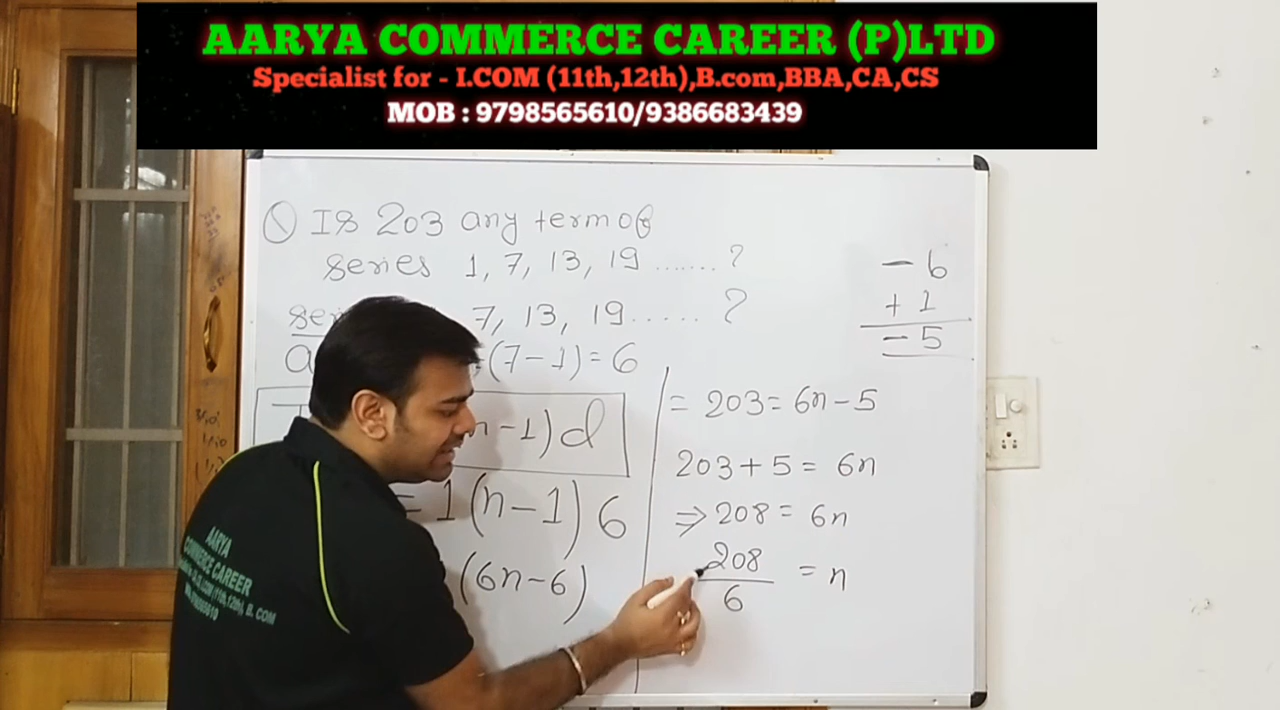 AARYA COMMERCE CAREER (P)LTD
Specialist for - I.COM (11th,12th),B.com,BBA,CA,CS
MOB : 9798565610/9386683439
Is 203 any term of
series 1, 7, 13, 19 ....... ?
7, 13, 19 ..... ?
a (7-1) = 6
-1)d
= 1(n-1) 6
(6n-6)
= 203 = 6n - 5
203 + 5 = 6n
⇒ 208 = 6n
208
6
= n
- 6
+ 1
- 5
AARYA
COMMERCE CAREER